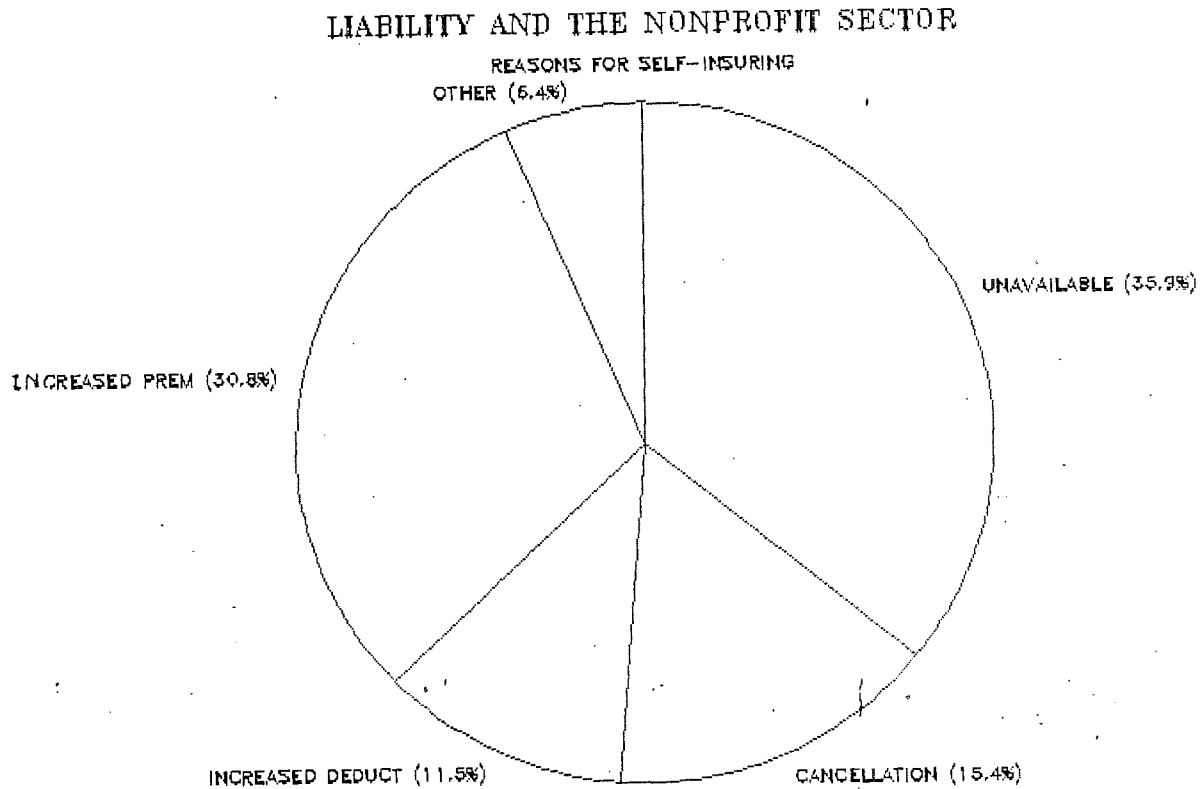 LIABILITY AND THE NONPROFIT SECTOR
REASONS FOR SELF-INSURING
OTHER (6.4%)
UNAVAILABLE (35.9%)
INCREASED PREM (30.8%)
INCREASED DEDUCT (11.5%)
CANCELLATION (15.4%)